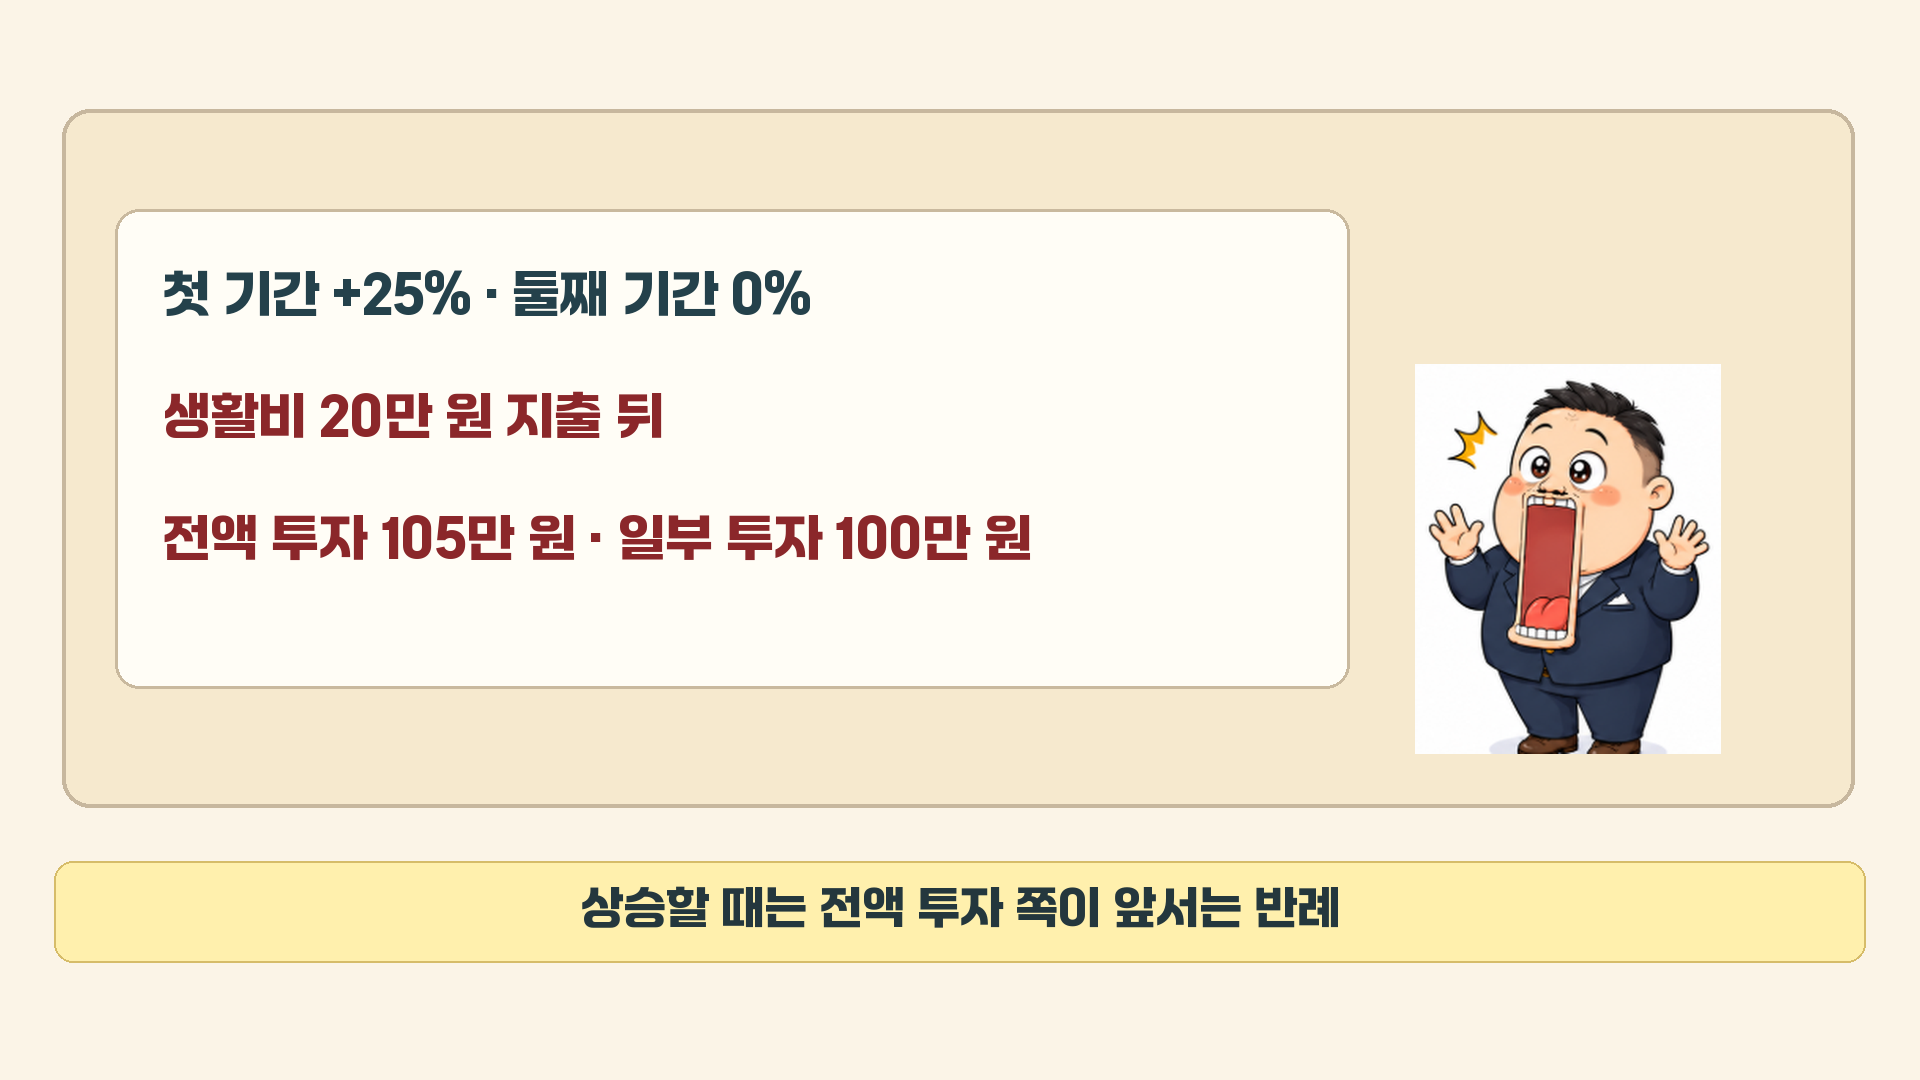 첫 기간 +25% · 둘째 기간 0%
생활비 20만 원 지출 뒤
전액 투자 105만 원 · 일부 투자 100만 원
상승할 때는 전액 투자 쪽이 앞서는 반례